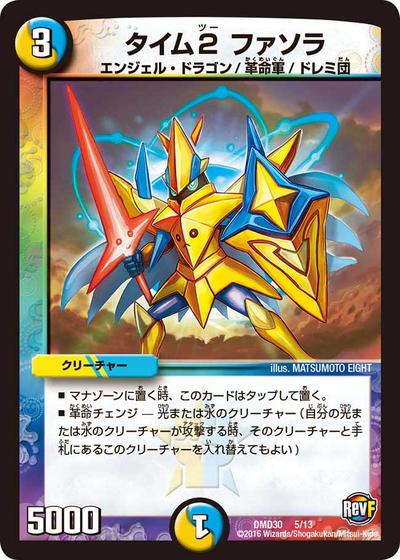 3
タイム2 ファソラ
エンジェル・ドラゴン / 革命軍 / ドレミ団
illus. MATSUMOTO EIGHT
クリーチャー
■ マナゾーンに置く時、このカードはタップして置く。
■ 革命チェンジ ― 光または水のクリーチャー (自分の光ま
たは水のクリーチャーが攻撃する時、そのクリーチャーと手
札にあるこのクリーチャーを入れ替えてもよい)
RevF
5000
1
DMD30 5/13
©2016 Wizards/Shogakukan/Mitsui-Kids